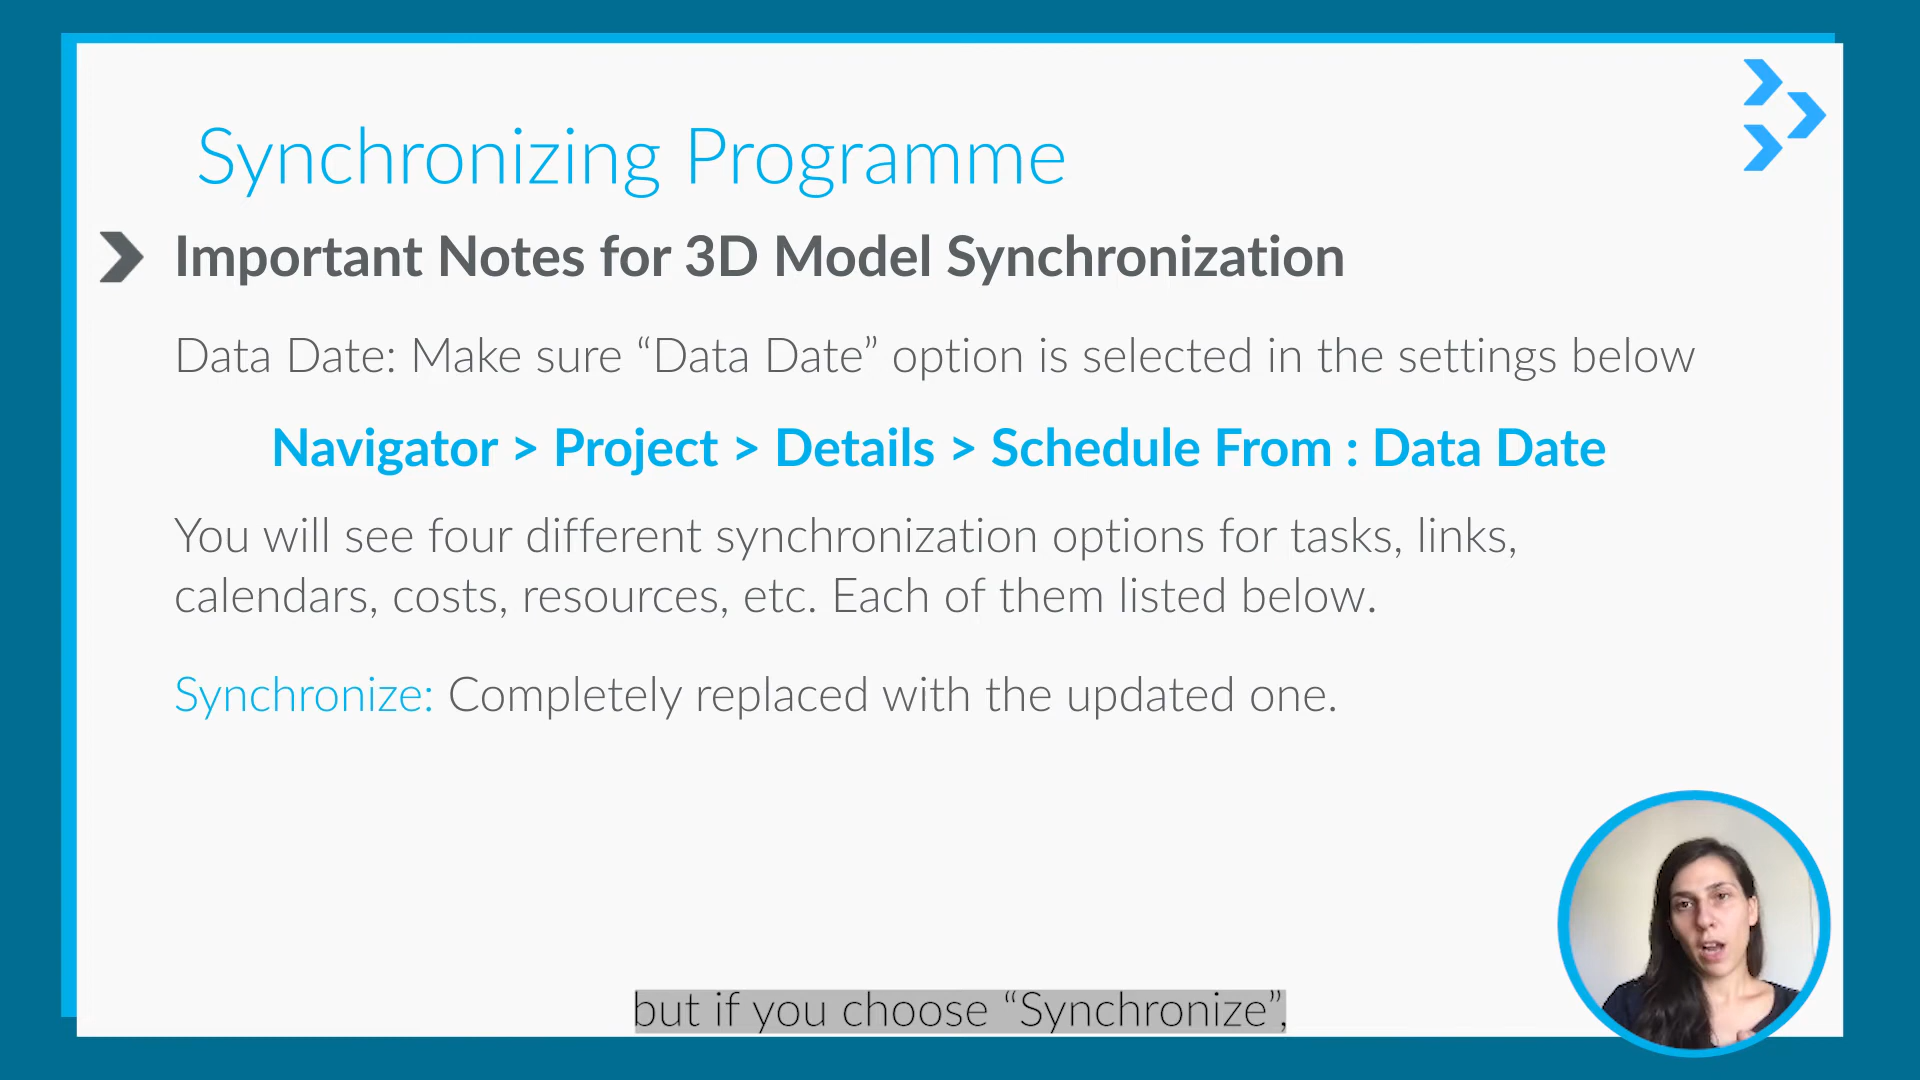 Synchronizing Programme
Important Notes for 3D Model Synchronization
Data Date: Make sure “Data Date” option is selected in the settings below
Navigator > Project > Details > Schedule From : Data Date
You will see four different synchronization options for tasks, links,
calendars, costs, resources, etc. Each of them listed below.
Synchronize: Completely replaced with the updated one.
but if you choose “Synchronize”,